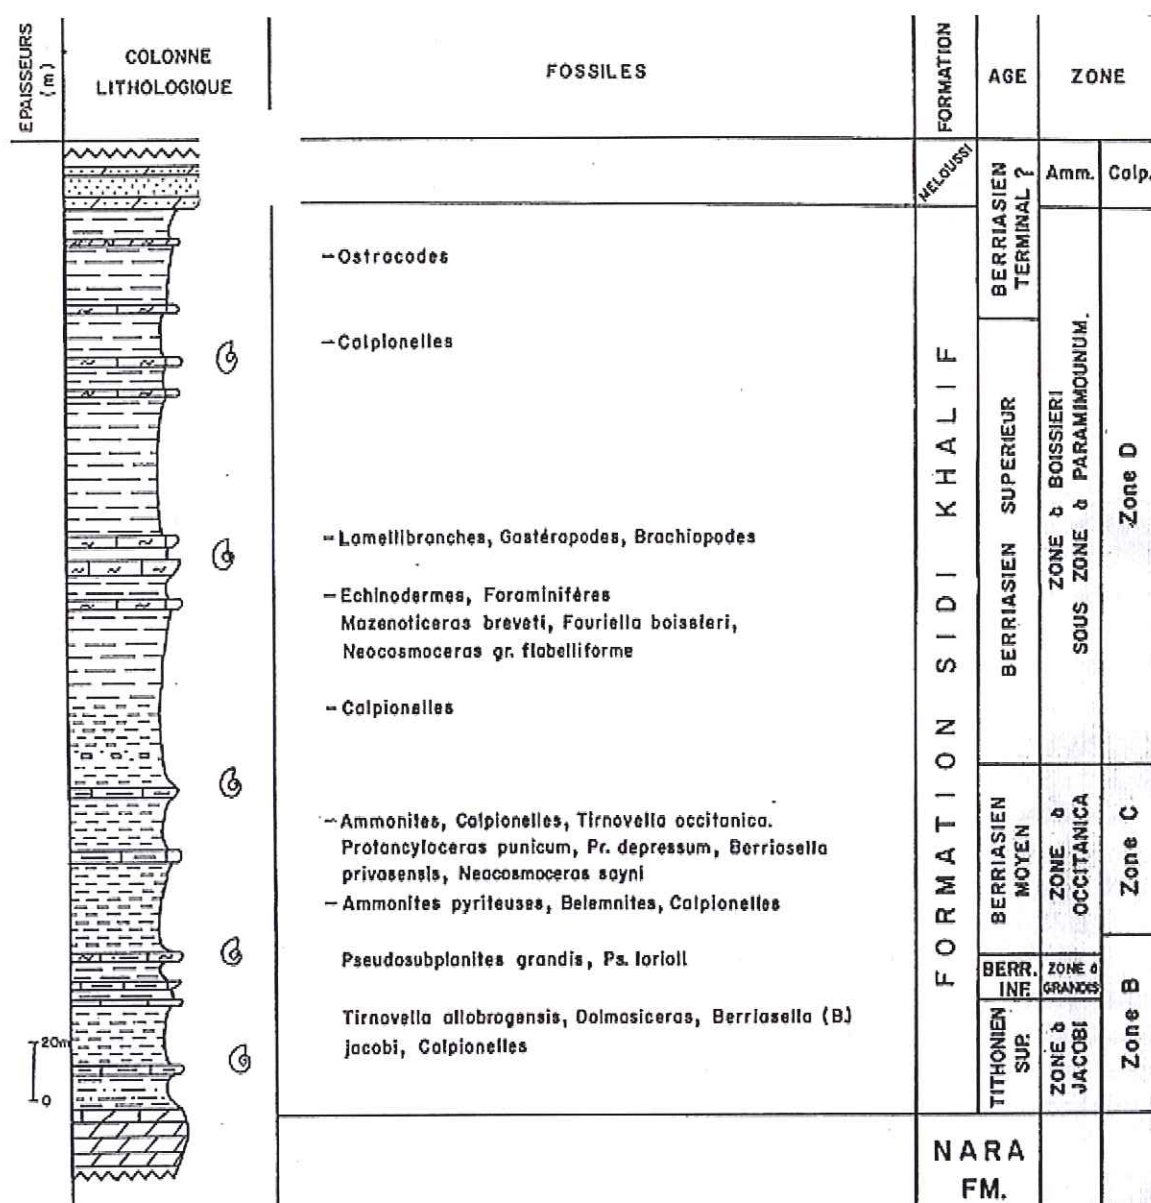 EPAISSEURS
(m)
COLONNE
LITHOLOGIQUE
FOSSILES
FORMATION
AGE
ZONE
MELOUSSI
Amm.
Calp.
BERRIASIEN
TERMINAL ?
-Ostracodes
-Calpionelles
-Lamellibranches, Gastérapodes, Brachiopodes
-Echinodermes, Foraminifères
Mazenoticeras breveti, Fauriella boissieri,
Neocosmoceras gr. flabelliforme
-Calpionelles
-Ammonites, Calpionelles, Tirnovella occitanica.
Protancyloceras punicum, Pr. depressum, Berriasella
privasensis, Neocosmoceras sayni
-Ammonites pyriteuses, Belemnites, Calpionelles
Pseudosubplanites grandis, Ps. lorioli
Tirnovella allobrogensis, Dalmasiceras, Berriasella (B.)
jacobi, Calpionelles
FORMATION SIDI KHALIF
BERRIASIEN SUPERIEUR
ZONE à BOISSIERI
SOUS ZONE à PARAMIMOUNUM.
Zone D
BERRIASIEN
MOYEN
ZONE à
OCCITANICA
Zone C
BERR.
INF.
ZONE à
GRANDIS
Zone B
TITHONIEN
SUP.
ZONE à
JACOBI
20m
0
NARA
FM.